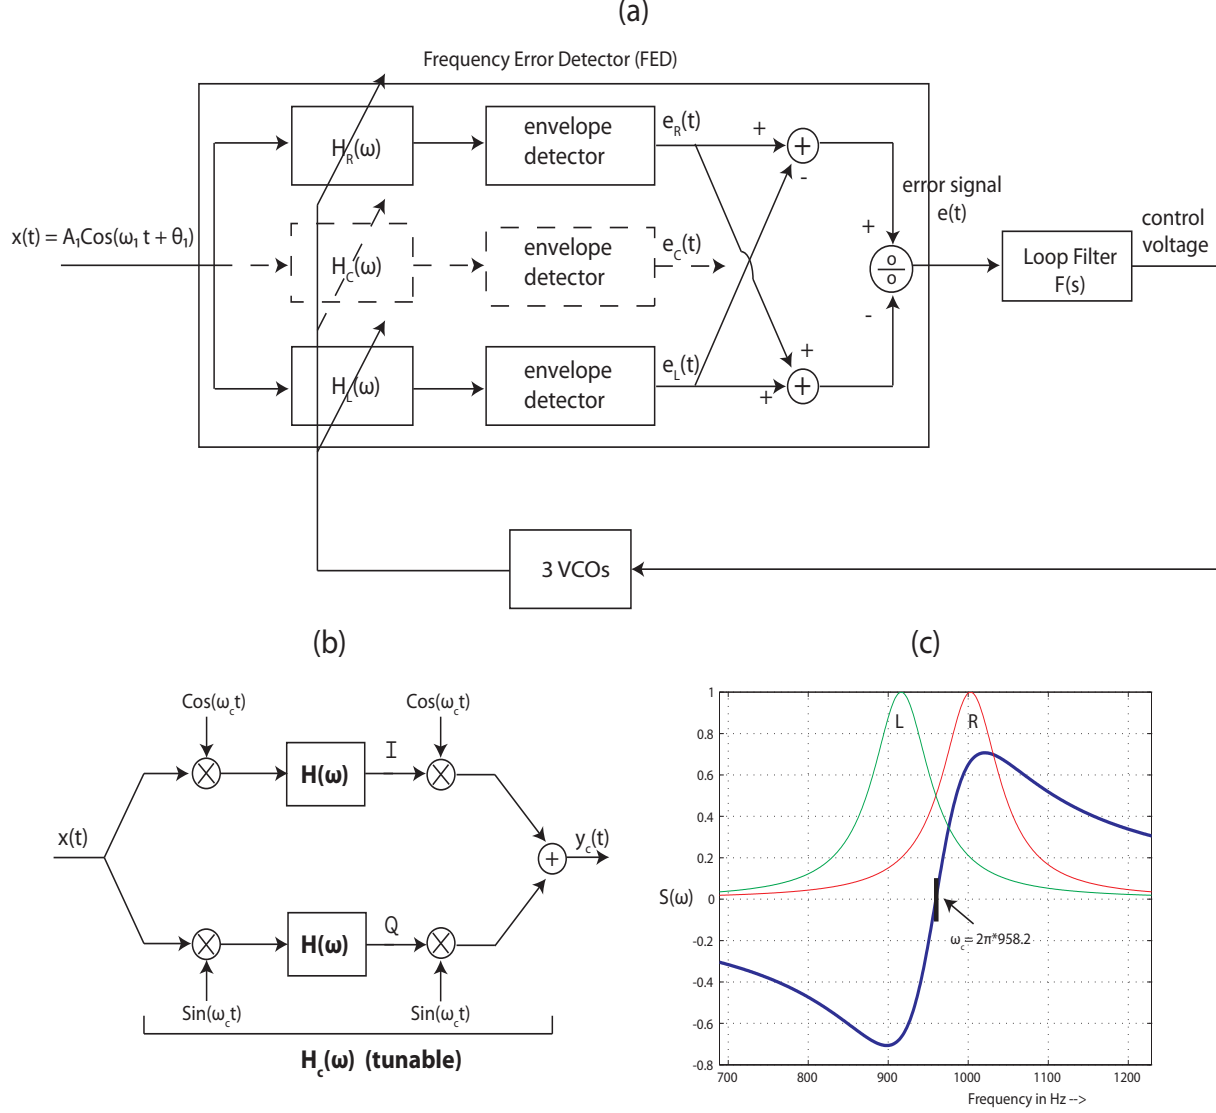 (a)
Frequency Error Detector (FED)
H_R(ω)
envelope
detector
e_R(t)
+
+
-
error signal
e(t)
control
voltage
x(t) = A₁Cos(ω₁ t + θ₁)
H_C(ω)
envelope
detector
e_C(t)
+
o
o
-
Loop Filter
F(s)
H_L(ω)
envelope
detector
e_L(t)
+
+
+
3 VCOs
(b)
Cos(ω_c t)
Cos(ω_c t)
H(ω)
I
x(t)
+
y_c(t)
H(ω)
Q
Sin(ω_c t)
Sin(ω_c t)
H_c(ω) (tunable)
(c)
1
0.8
0.6
0.4
0.2
0
-0.2
-0.4
-0.6
-0.8
S(ω)
L
R
ω_c = 2π*958.2
700
800
900
1000
1100
1200
Frequency in Hz -->